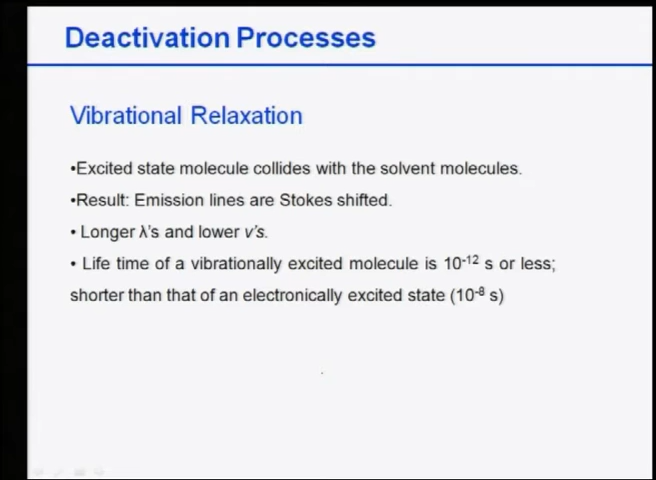 Deactivation Processes
Vibrational Relaxation
•Excited state molecule collides with the solvent molecules.
•Result: Emission lines are Stokes shifted.
• Longer λ's and lower ν's.
• Life time of a vibrationally excited molecule is 10⁻¹² s or less;
shorter than that of an electronically excited state (10⁻⁸ s)